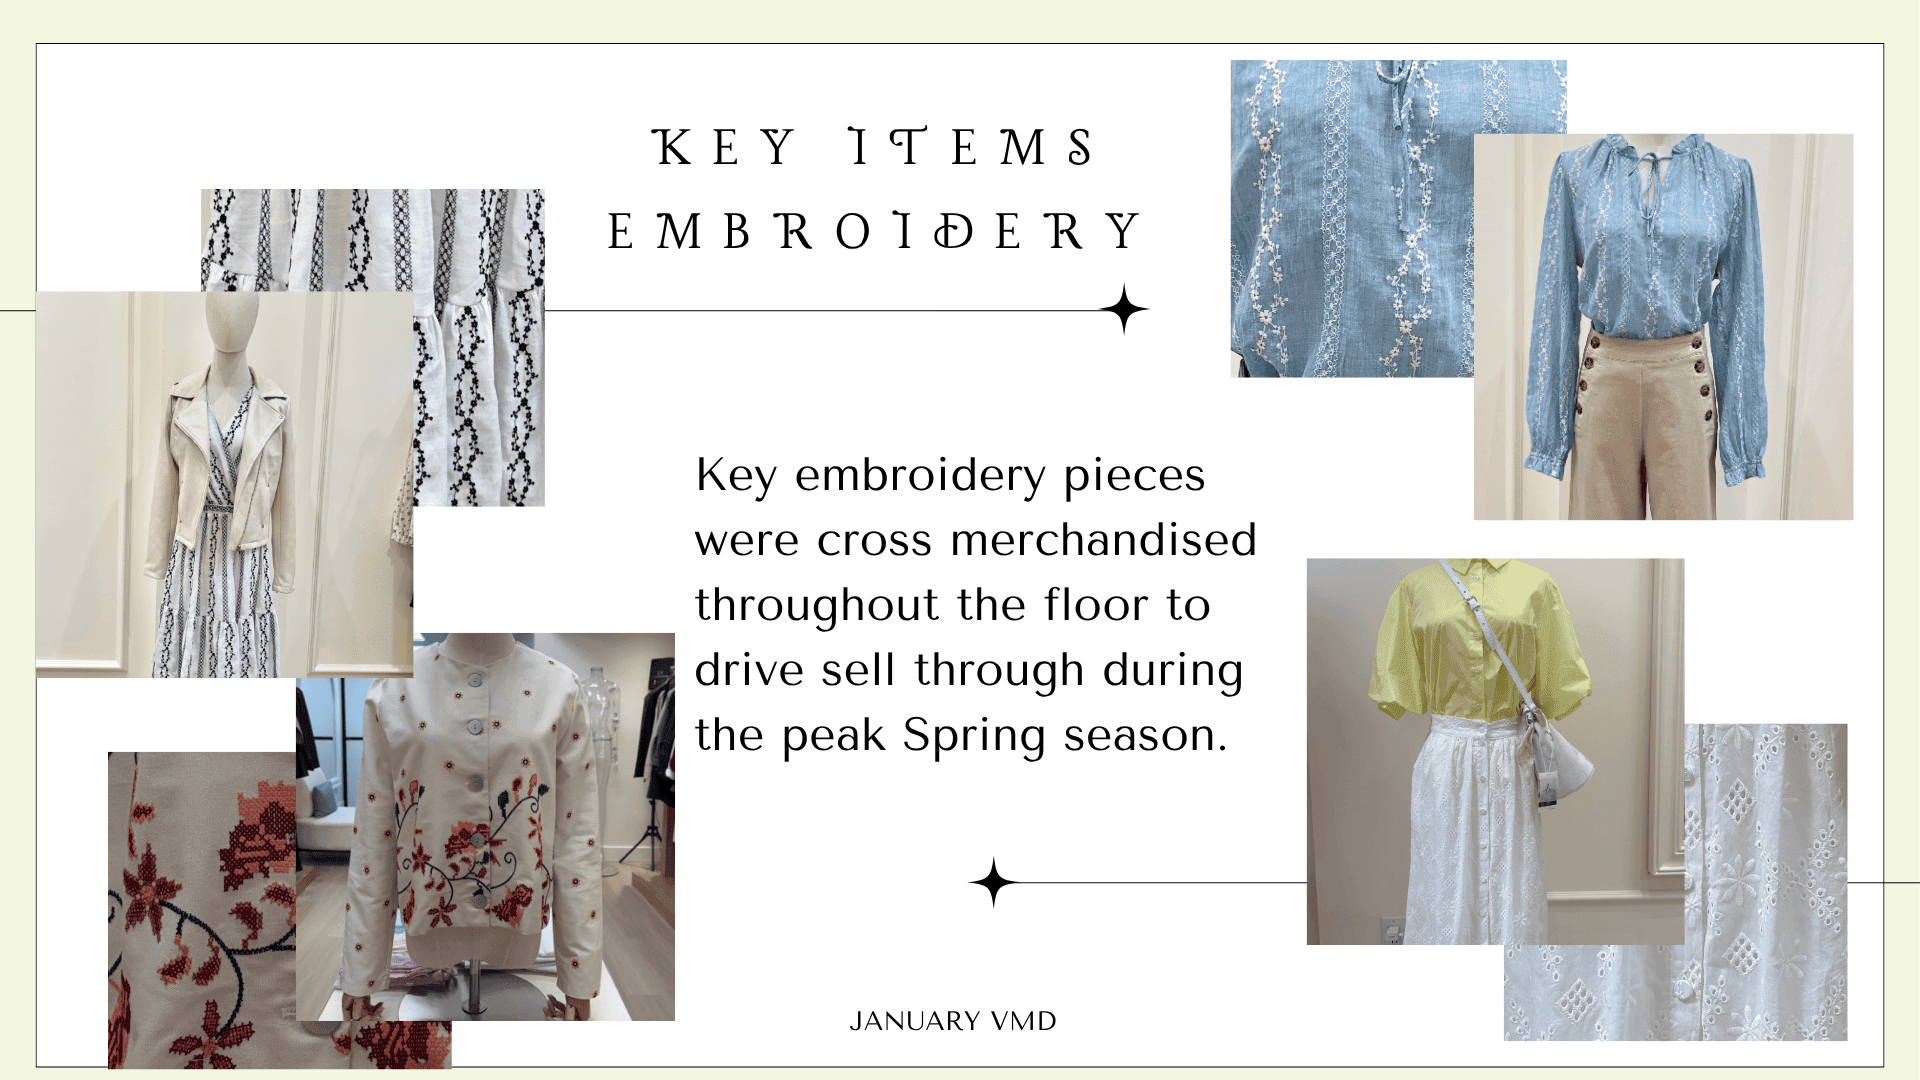 KEY ITEMS
EMBROIDERY
Key embroidery pieces
were cross merchandised
throughout the floor to
drive sell through during
the peak Spring season.
JANUARY VMD